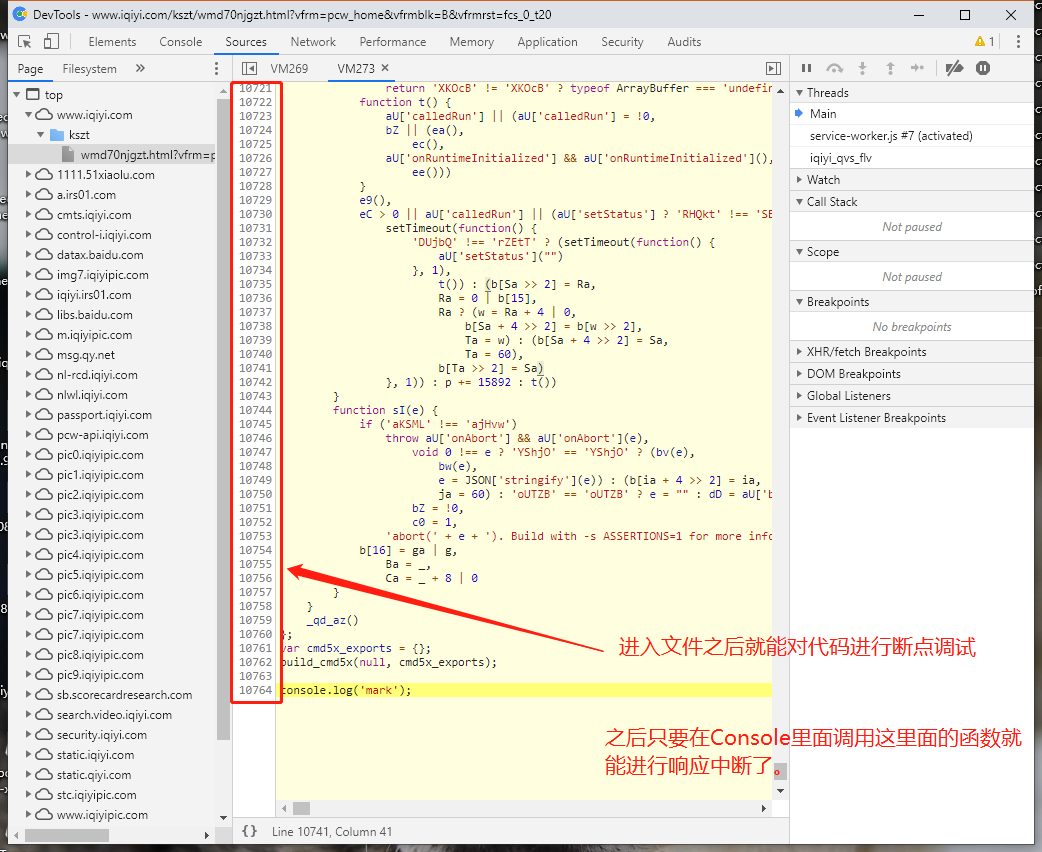 DevTools - www.iqiyi.com/kszt/wmd70njgzt.html?vfrm=pcw_home&vfrmblk=B&vfrmrst=fcs_0_t20
Elements Console Sources Network Performance Memory Application Security Audits 1
Page Filesystem VM269 VM273
top
www.iqiyi.com
kszt
wmd70njgzt.html?vfrm=p
1111.51xiaolu.com
a.irs01.com
cmts.iqiyi.com
control-i.iqiyi.com
datax.baidu.com
img7.iqiyipic.com
iqiyi.irs01.com
libs.baidu.com
m.iqiyipic.com
msg.qy.net
nl-rcd.iqiyi.com
nlwl.iqiyi.com
passport.iqiyi.com
pcw-api.iqiyi.com
pic0.iqiyipic.com
pic1.iqiyipic.com
pic2.iqiyipic.com
pic3.iqiyipic.com
pic3.iqiyipic.com
pic4.iqiyipic.com
pic5.iqiyipic.com
pic6.iqiyipic.com
pic7.iqiyipic.com
pic7.iqiyipic.com
pic8.iqiyipic.com
pic9.iqiyipic.com
sb.scorecardresearch.com
search.video.iqiyi.com
security.iqiyi.com
static.iqiyi.com
static.qiyi.com
stc.iqiyipic.com
www.iqiyipic.com
10721 return 'XKOcB' != 'XKOcB' ? typeof ArrayBuffer === 'undefin
10722 function t() {
10723 aU['calledRun'] || (aU['calledRun'] = !0,
10724 bZ || (ea(),
10725 ec(),
10726 aU['onRuntimeInitialized'] && aU['onRuntimeInitialized'](),
10727 ee()))
10728 }
10729 e9(),
10730 eC > 0 || aU['calledRun'] || (aU['setStatus'] ? 'RHQkt' !== 'SE
10731 setTimeout(function() {
10732 'DUjbQ' !== 'rZEtT' ? (setTimeout(function() {
10733 aU['setStatus']("")
10734 }, 1),
10735 t()) : (b[Sa >> 2] = Ra,
10736 Ra = 0 | b[15],
10737 Ra ? (w = Ra + 4 | 0,
10738 b[Sa + 4 >> 2] = b[w >> 2],
10739 Ta = w) : (b[Sa + 4 >> 2] = Sa,
10740 Ta = 60),
10741 b[Ta >> 2] = Sa)
10742 }, 1)) : p += 15892 : t())
10743 }
10744 function sI(e) {
10745 if ('aKSML' !== 'ajHvw')
10746 throw aU['onAbort'] && aU['onAbort'](e),
10747 void 0 !== e ? 'YShjO' == 'YShjO' ? (bv(e),
10748 bw(e),
10749 e = JSON['stringify'](e)) : (b[ia + 4 >> 2] = ia,
10750 ja = 60) : 'oUTZB' == 'oUTZB' ? e = "" : dD = aU['b
10751 bZ = !0,
10752 c0 = 1,
10753 'abort(' + e + '). Build with -s ASSERTIONS=1 for more info
10754 b[16] = ga | g,
10755 Ba = _,
10756 Ca = _ + 8 | 0
10757 }
10758 }
10759 _qd_az()
10760 };
10761 var cmd5x_exports = {};
10762 build_cmd5x(null, cmd5x_exports);
10763
10764 console.log('mark');
进入文件之后就能对代码进行断点调试
之后只要在Console里面调用这里面的函数就
能进行响应中断了。
{} Line 10741, Column 41
Threads
Main
service-worker.js #7 (activated)
iqiyi_qvs_flv
Watch
Call Stack
Not paused
Scope
Not paused
Breakpoints
No breakpoints
XHR/fetch Breakpoints
DOM Breakpoints
Global Listeners
Event Listener Breakpoints